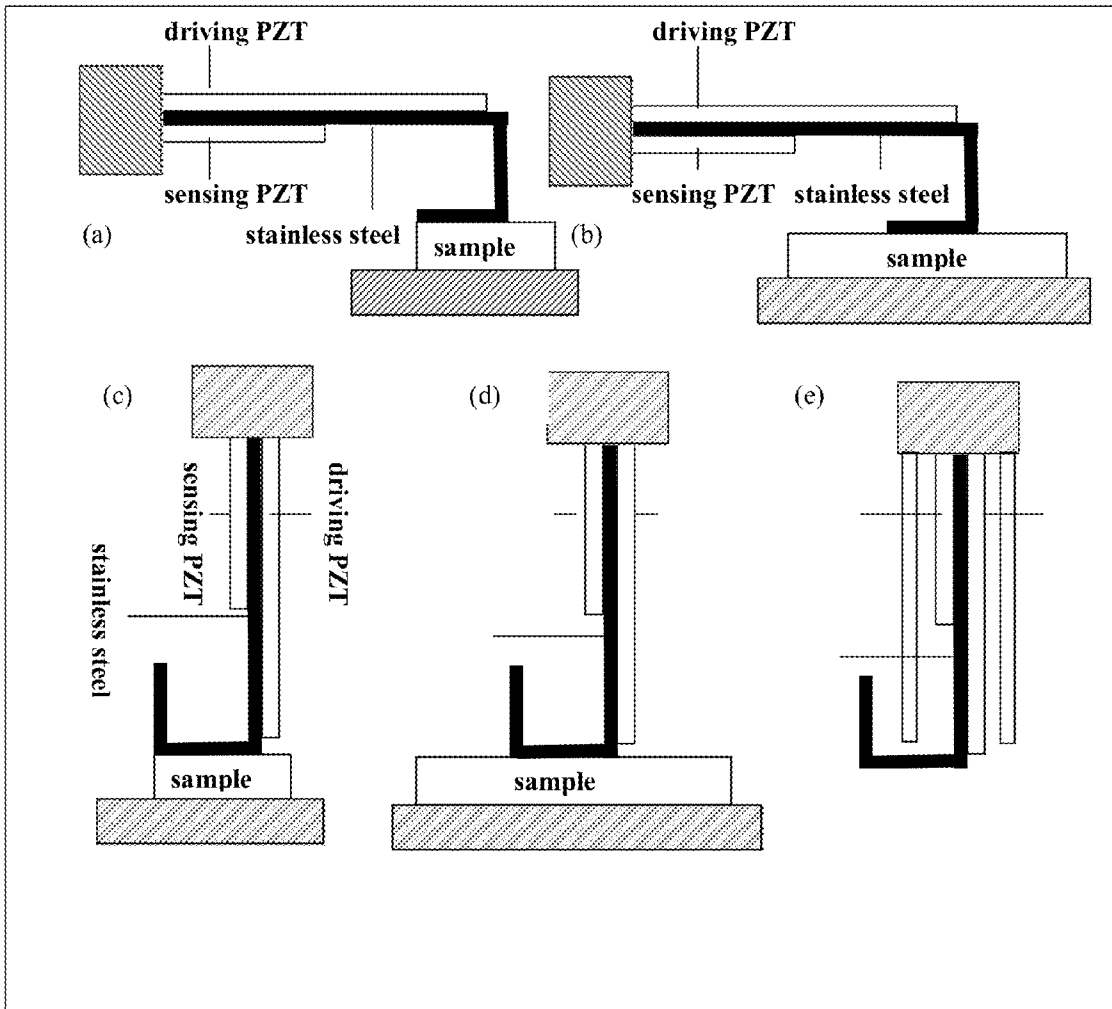 driving PZT
driving PZT
sensing PZT
sensing PZT
stainless steel
(a)
stainless steel
(b)
sample
sample
(c)
(d)
(e)
stainless steel
sensing PZT
driving PZT
sample
sample